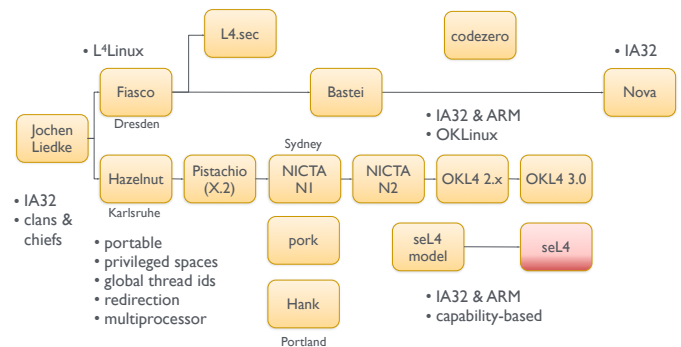 L4.sec
codezero
• L⁴Linux
• IA32
Fiasco
Bastei
Nova
Dresden
Jochen
Liedke
• IA32 & ARM
• OKLinux
Sydney
Hazelnut
Pistachio
(X.2)
NICTA
N1
NICTA
N2
OKL4 2.x
OKL4 3.0
Karlsruhe
• IA32
• clans &
chiefs
• portable
• privileged spaces
• global thread ids
• redirection
• multiprocessor
pork
seL4
model
seL4
Hank
• IA32 & ARM
• capability-based
Portland